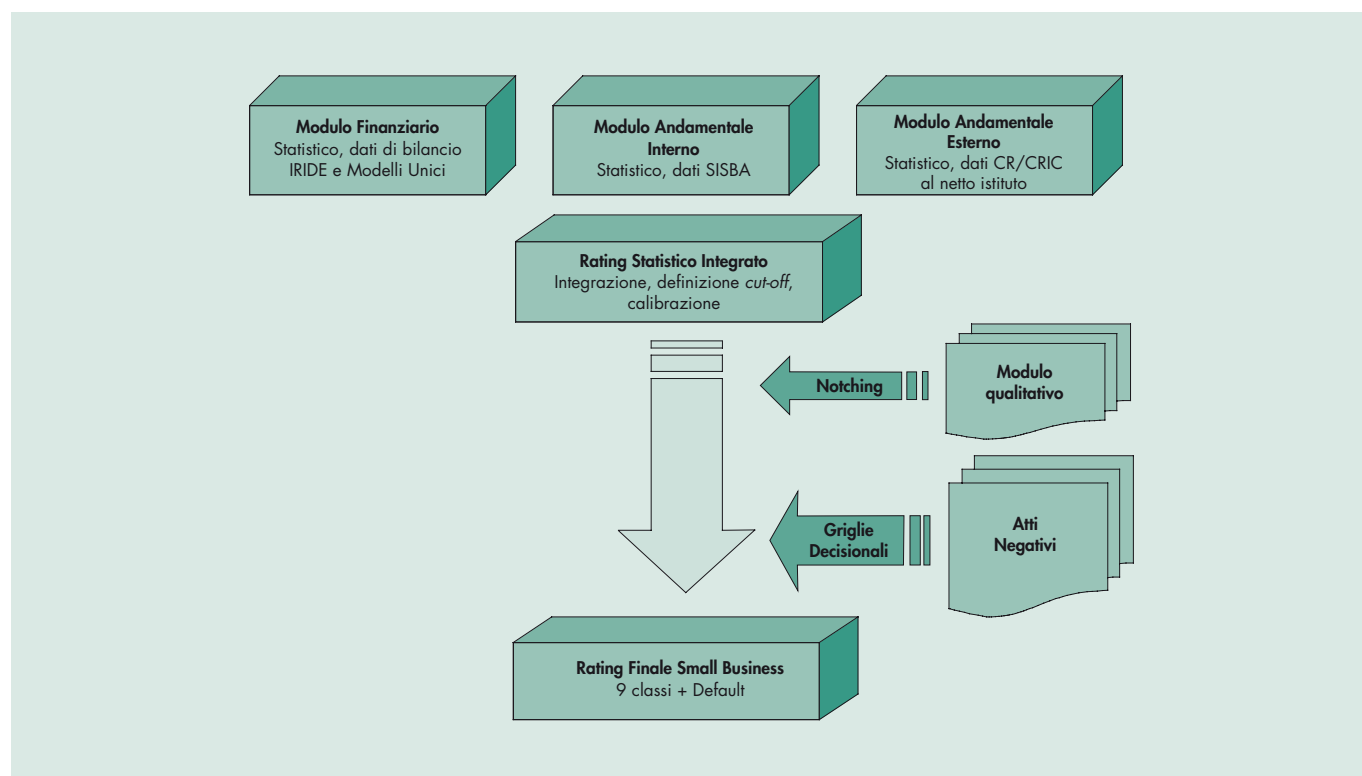 Modulo Finanziario
Statistico, dati di bilancio
IRIDE e Modelli Unici
Modulo Andamentale
Interno
Statistico, dati SISBA
Modulo Andamentale
Esterno
Statistico, dati CR/CRIC
al netto istituto
Rating Statistico Integrato
Integrazione, definizione cut-off,
calibrazione
Notching
Modulo
qualitativo
Griglie
Decisionali
Atti
Negativi
Rating Finale Small Business
9 classi + Default